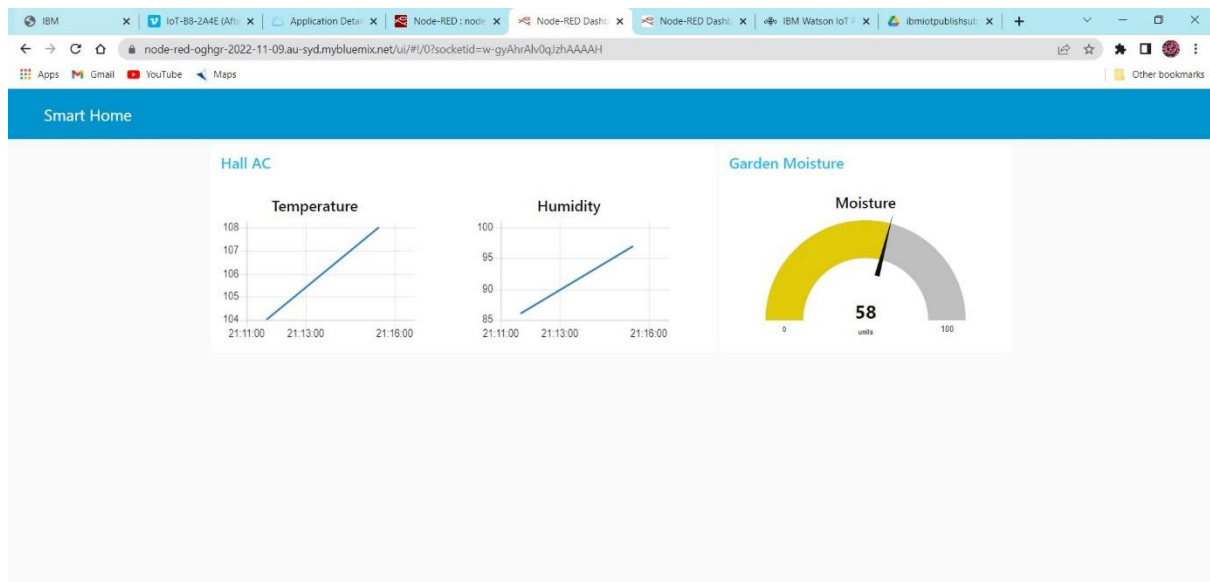 IBM
IoT-B8-2A4E (Afte
Application Detai
Node-RED : node
Node-RED Dashb
Node-RED Dashb
IBM Watson IoT P
ibmiotpublishsub
node-red-oghgr-2022-11-09.au-syd.mybluemix.net/ui/#!/0?socketid=w-gyAhrAlv0qJzhAAAAH
Apps Gmail YouTube Maps Other bookmarks
Smart Home
Hall AC
Temperature
108
107
106
105
104
21:11:00 21:13:00 21:16:00
Humidity
100
95
90
85
21:11:00 21:13:00 21:16:00
Garden Moisture
Moisture
58
0 units 100